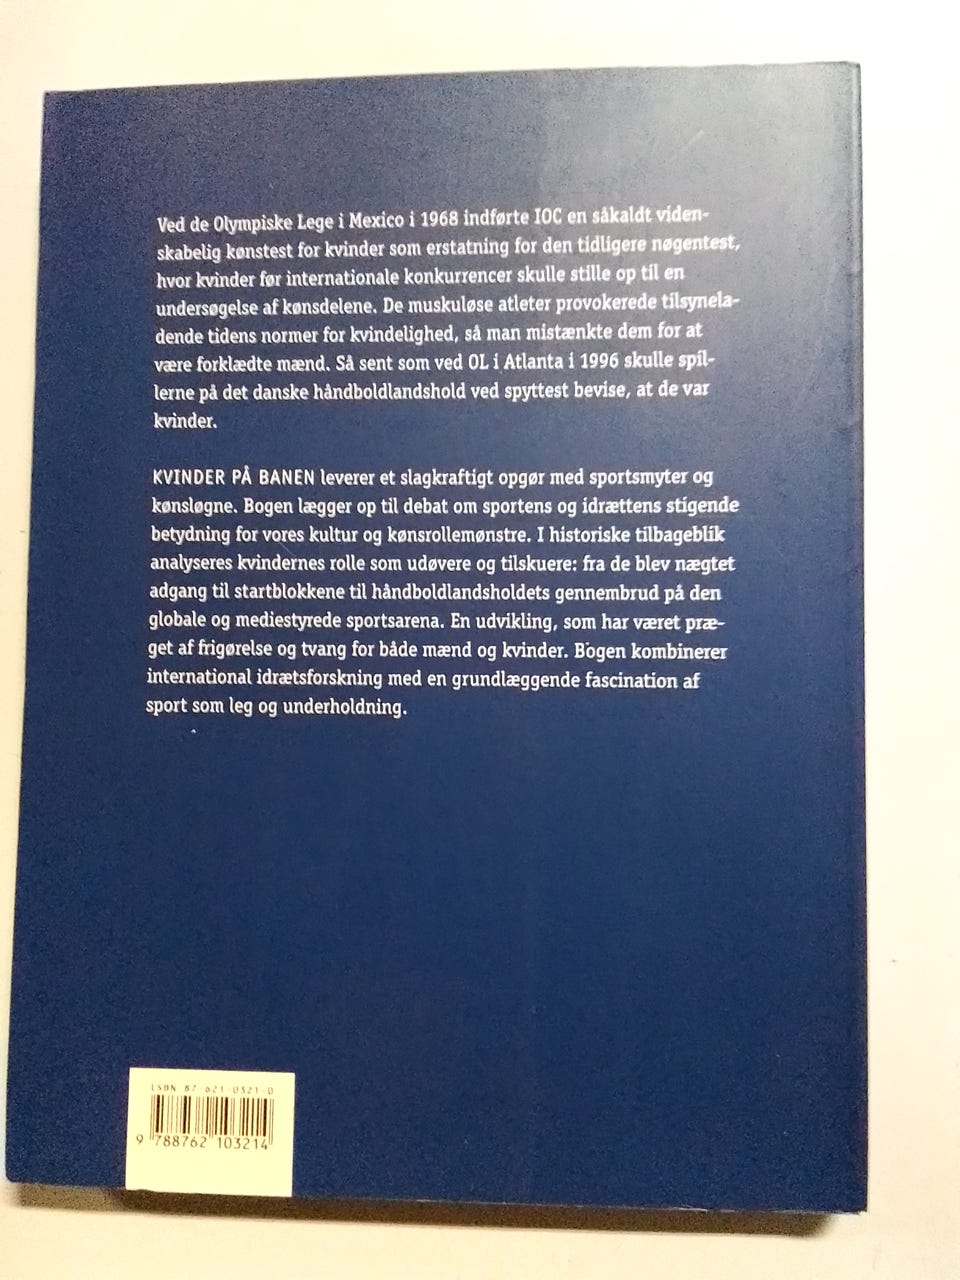 Ved de Olympiske Lege i Mexico i 1968 indførte IOC en såkaldt viden-
skabelig kønstest for kvinder som erstatning for den tidligere nøgentest,
hvor kvinder før internationale konkurrencer skulle stille op til en
undersøgelse af kønsdelene. De muskuløse atleter provokerede tilsynela-
dende tidens normer for kvindelighed, så man mistænkte dem for at
være forklædte mænd. Så sent som ved OL i Atlanta i 1996 skulle spil-
lerne på det danske håndboldlandshold ved spyttest bevise, at de var
kvinder.
KVINDER PÅ BANEN leverer et slagkraftigt opgør med sportsmyter og
kønsløgne. Bogen lægger op til debat om sportens og idrættens stigende
betydning for vores kultur og kønsrollemønstre. I historiske tilbageblik
analyseres kvindernes rolle som udøvere og tilskuere: fra de blev nægtet
adgang til startblokkene til håndboldlandsholdets gennembrud på den
globale og mediestyrede sportsarena. En udvikling, som har været præ-
get af frigørelse og tvang for både mænd og kvinder. Bogen kombinerer
international idrætsforskning med en grundlæggende fascination af
sport som leg og underholdning.
ISBN 87-621-0321-0
9 788762 103214